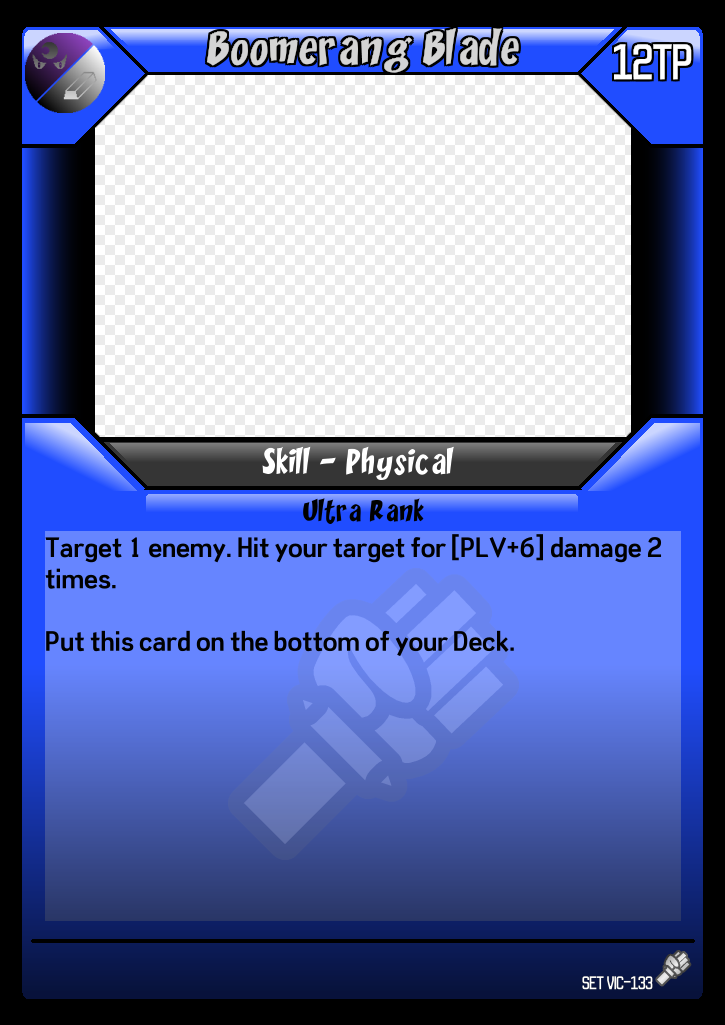 Boomerang Blade
12TP
Skill - Physical
Ultra Rank
Target 1 enemy. Hit your target for [PLV+6] damage 2
times.
Put this card on the bottom of your Deck.
SET VIC-133